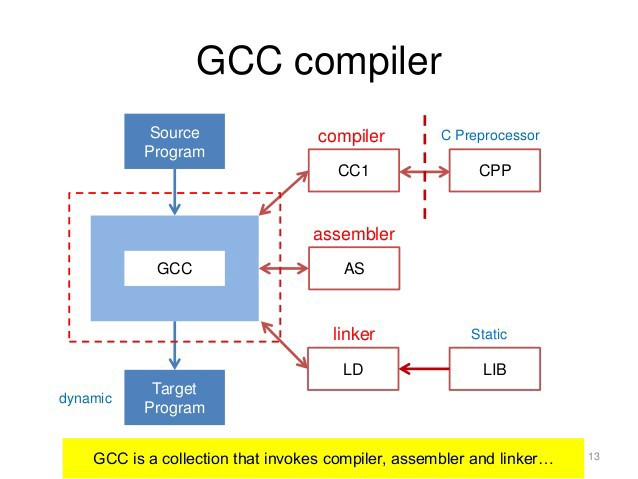 GCC compiler
Source
Program
compiler
C Preprocessor
CC1
CPP
assembler
GCC
AS
linker
Static
LD
LIB
dynamic
Target
Program
GCC is a collection that invokes compiler, assembler and linker…
13